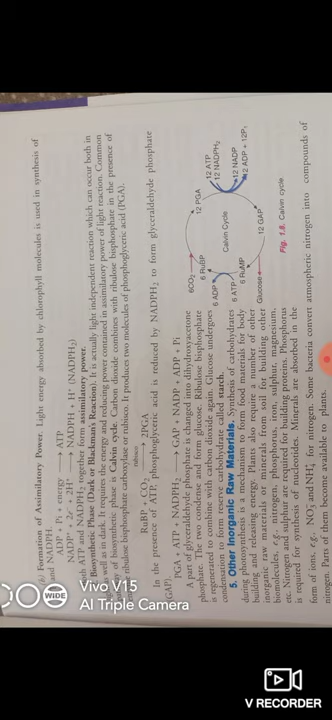 (b) Formation of Assimilatory Power. Light energy absorbed by chlorophyll molecules is used in synthesis of
and NADPH.
ADP + Pi + Energy → ATP
NADP+ + 2e- + 2H+ → NADPH + H+ (NADPH2)
ATP and NADPH2 together form assimilatory power.
Biosynthetic Phase (Dark or Blackman's Reaction). It is actually light independent reaction which can occur both in
as well as in dark. It requires the energy and reducing power contained in assimilatory power of light reaction. Common
of biosynthetic phase is Calvin cycle. Carbon dioxide combines with ribulose bisphosphate in the presence of
ribulose bisphosphate carboxylase or rubisco. It produces two molecules of phosphoglyceric acid (PGA).
RuBP + CO2 rubisco → 2PGA
In the presence of ATP, phosphoglyceric acid is reduced by NADPH2 to form glyceraldehyde phosphate
(GAP).
PGA + ATP + NADPH2 → GAP + NADP + ADP + Pi
A part of glyceraldehyde phosphate is changed into dihydroxyacetone
phosphate. The two condense and form glucose. Ribulose bisphosphate
is regenerated to combine with carbon dioxide again. Glucose undergoes
condensation to form reserve carbohydrate called starch.
5. Other Inorganic Raw Materials. Synthesis of carbohydrates
during photosynthesis is a mechanism to form food materials for body
building and releasing energy. Plants also require a number of other
inorganic raw materials or minerals from soil for building other
biomolecules, e.g., nitrogen, phosphorus, iron, sulphur, magnesium,
etc. Nitrogen and sulphur are required for building proteins. Phosphorus
is required for synthesis of nucleotides. Minerals are absorbed in the
form of ions, e.g., NO3- and NH4+ for nitrogen. Some bacteria convert atmospheric nitrogen into compounds of
nitrogen. Parts of them become available to plants.
6CO2
12 PGA
12 ATP
12 NADPH2
6 RuBP
6 ADP
Calvin Cycle
12 NADP
12 ADP + 12Pi
6 ATP
6 RuMP
Glucose
12 GAP
Fig. 1.8. Calvin cycle.
WIDE
Vivo V15
AI Triple Camera
V RECORDER